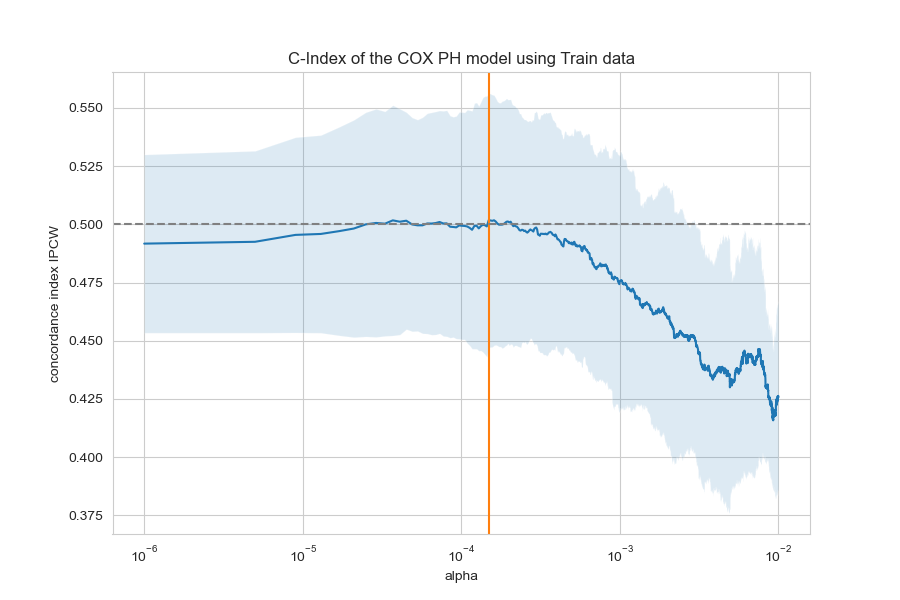 C-Index of the COX PH model using Train data
concordance index IPCW
0.550
0.525
0.500
0.475
0.450
0.425
0.400
0.375
10⁻⁶ 10⁻⁵ 10⁻⁴ 10⁻³ 10⁻²
alpha